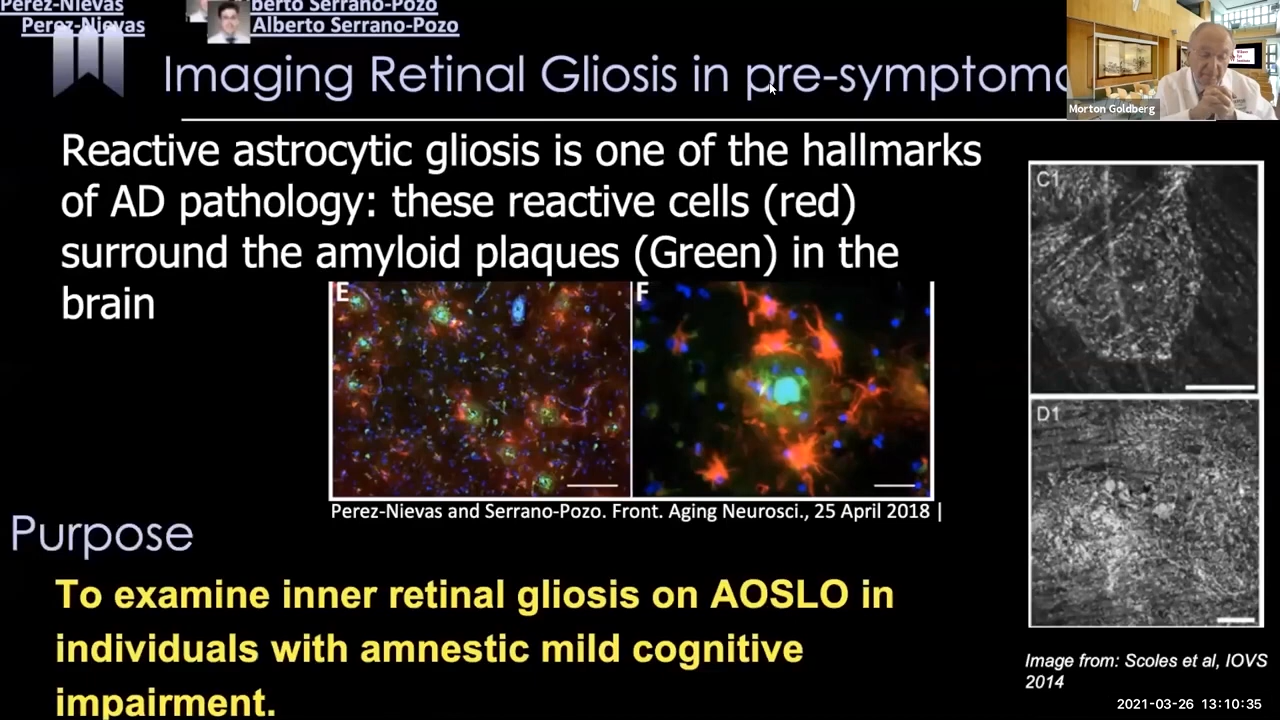 Perez-Nievas
berto Serrano-Pozo
Perez-Nievas
Alberto Serrano-Pozo
Imaging Retinal Gliosis in pre-symptoma
Morton Goldberg
Reactive astrocytic gliosis is one of the hallmarks
of AD pathology: these reactive cells (red)
surround the amyloid plaques (Green) in the
brain
E
F
C1
D1
Perez-Nievas and Serrano-Pozo. Front. Aging Neurosci., 25 April 2018 |
Purpose
To examine inner retinal gliosis on AOSLO in
individuals with amnestic mild cognitive
impairment.
Image from: Scoles et al, IOVS
2014
2021-03-26 13:10:35